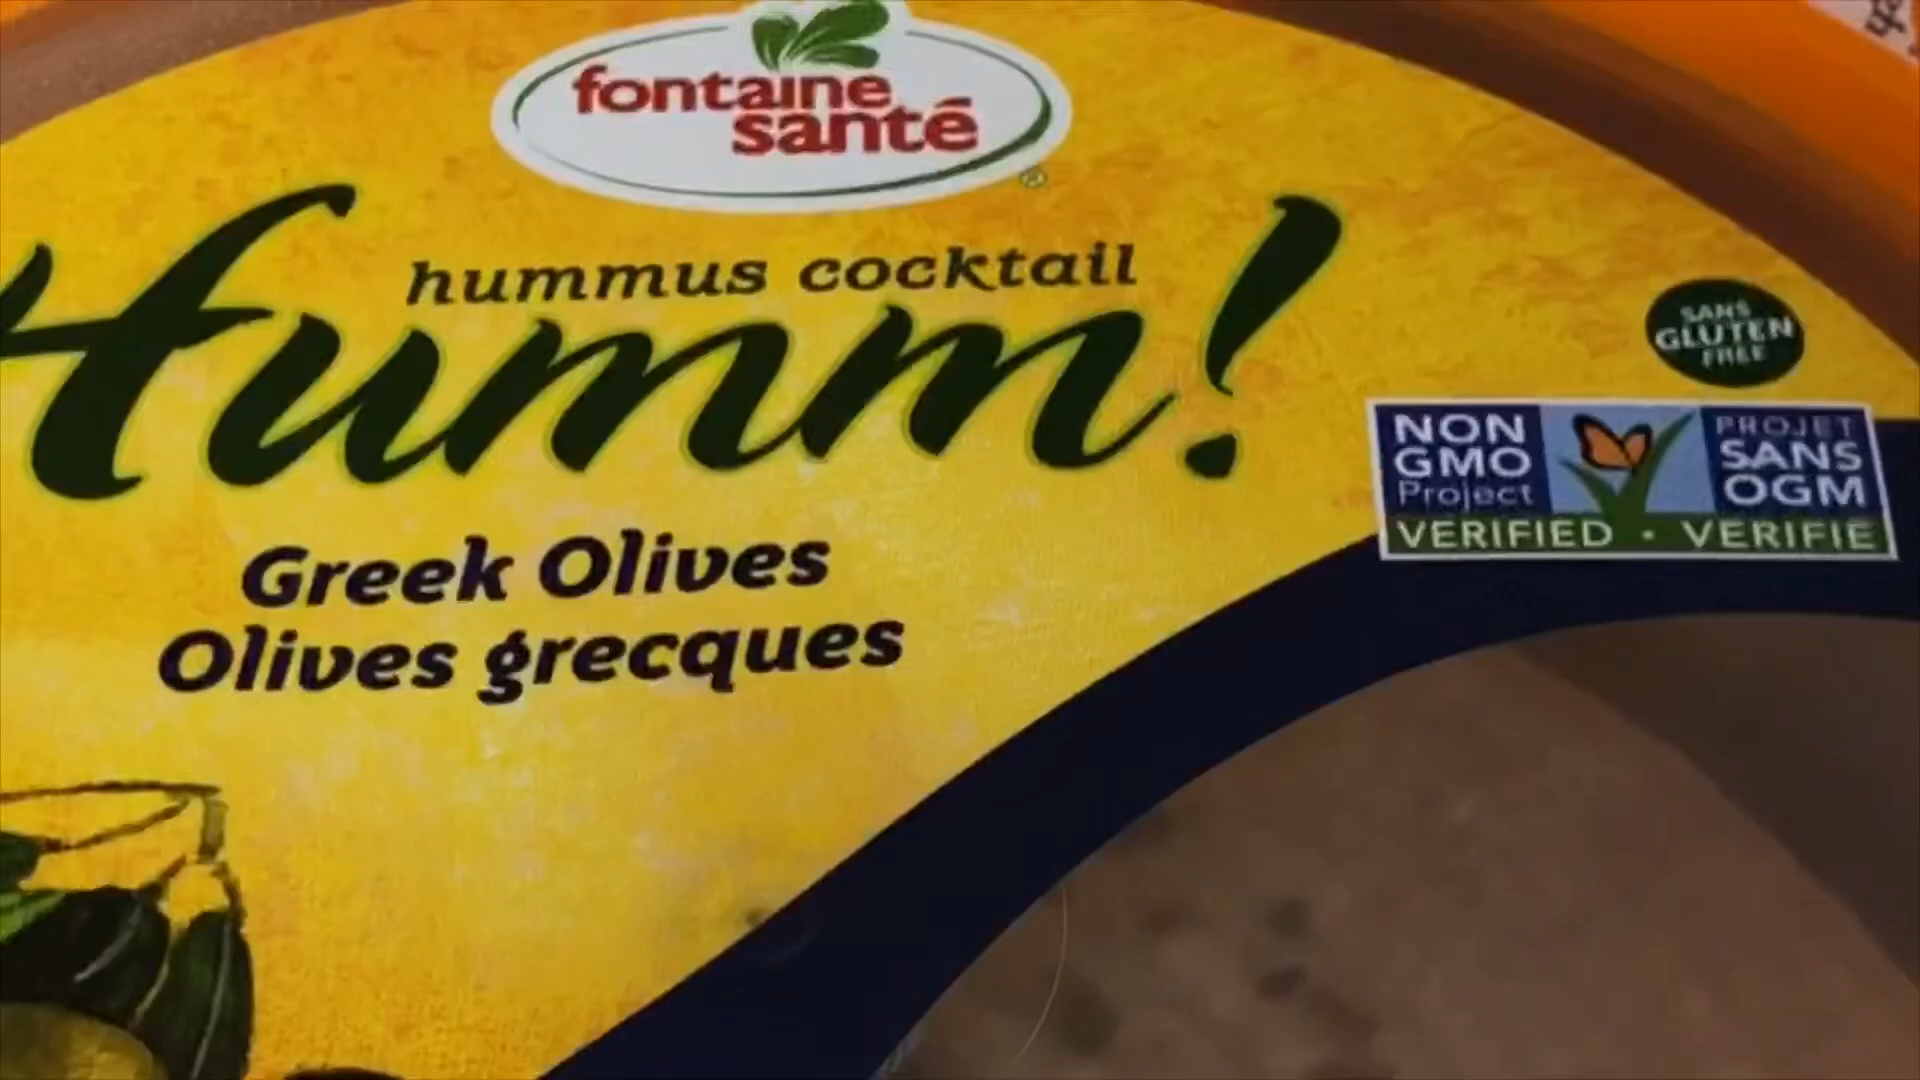 fontaine
santé
®
hummus cocktail
Humm!
Greek Olives
Olives grecques
SANS
GLUTEN
FREE
NON
GMO
Project
PROJET
SANS
OGM
VERIFIED • VERIFIE